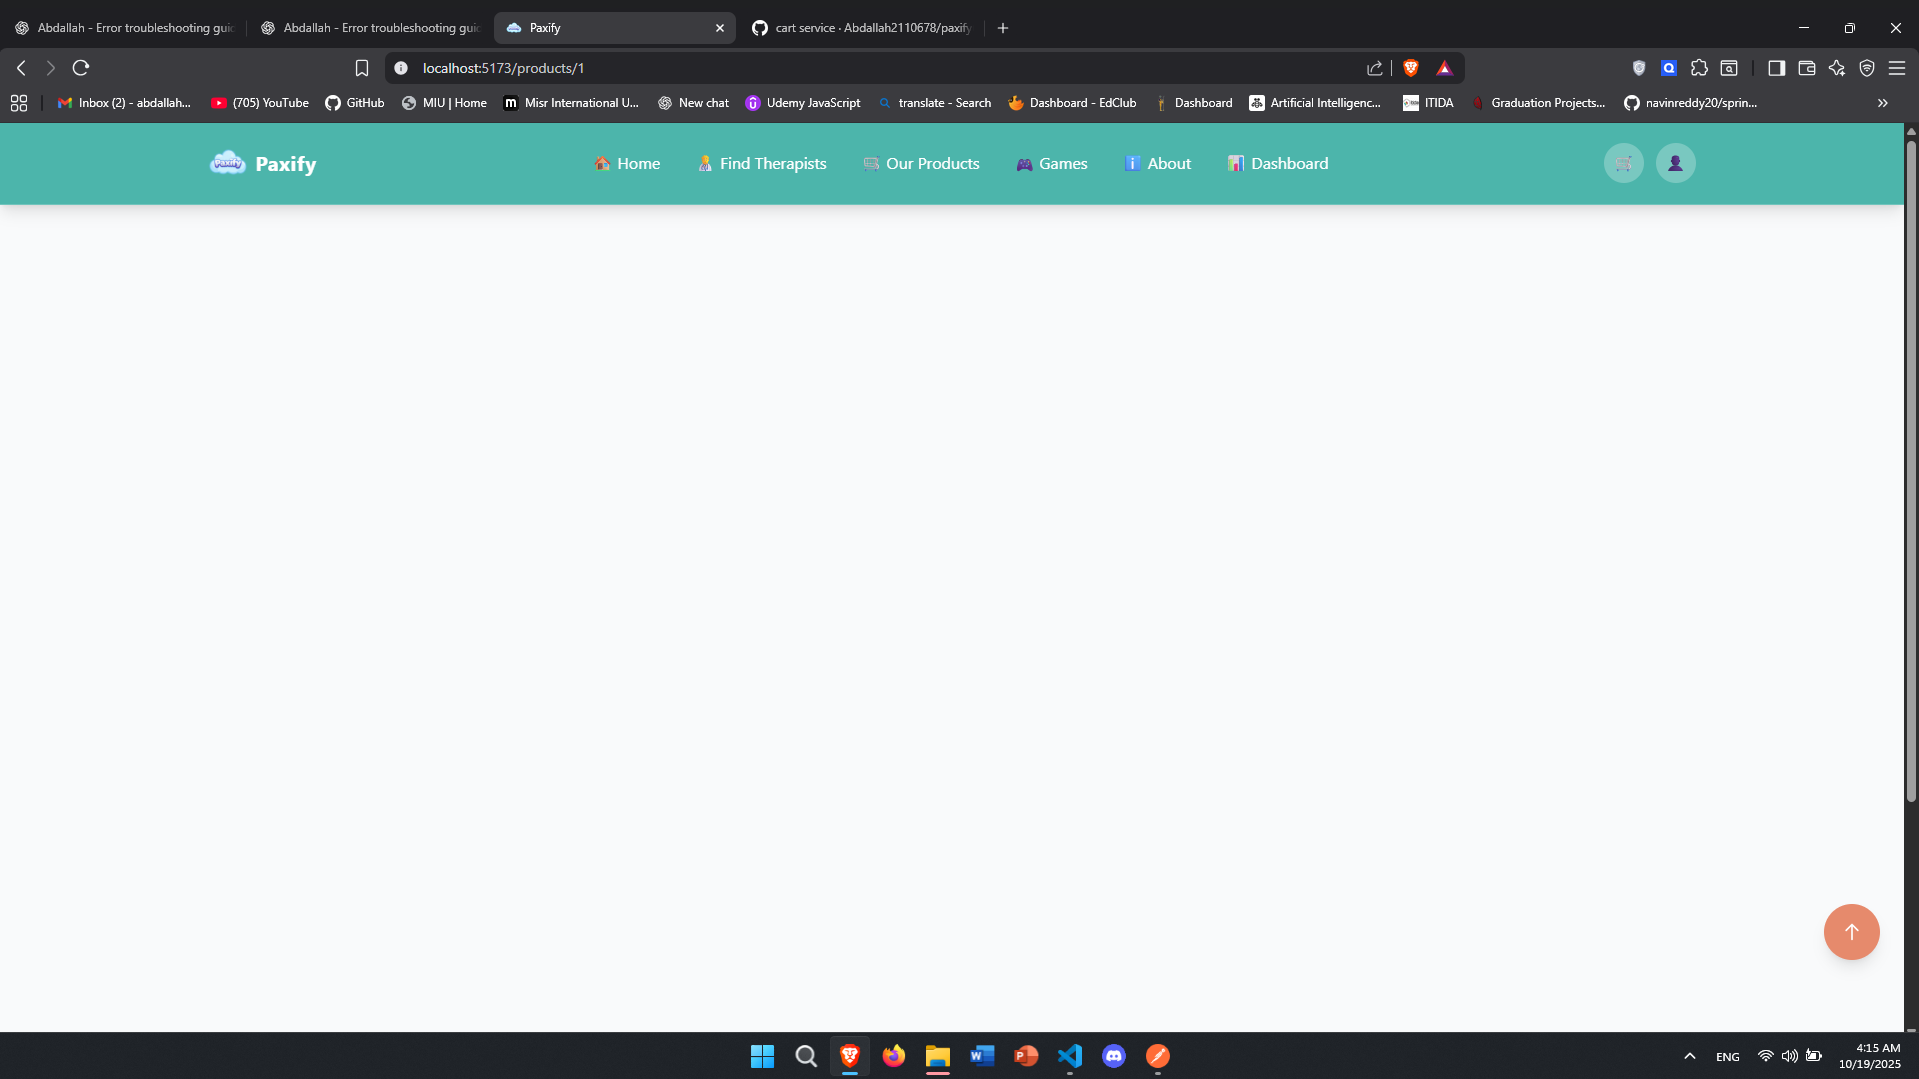 Abdallah - Error troubleshooting guid
Abdallah - Error troubleshooting guid
Paxify
cart service · Abdallah2110678/paxify
localhost:5173/products/1
Inbox (2) - abdallah...
(705) YouTube
GitHub
MIU | Home
Misr International U...
New chat
Udemy JavaScript
translate - Search
Dashboard - EdClub
Dashboard
Artificial Intelligenc...
ITIDA
Graduation Projects...
navinreddy20/sprin...
»
Paxify
Home
Find Therapists
Our Products
Games
About
Dashboard
ENG
4:15 AM
10/19/2025